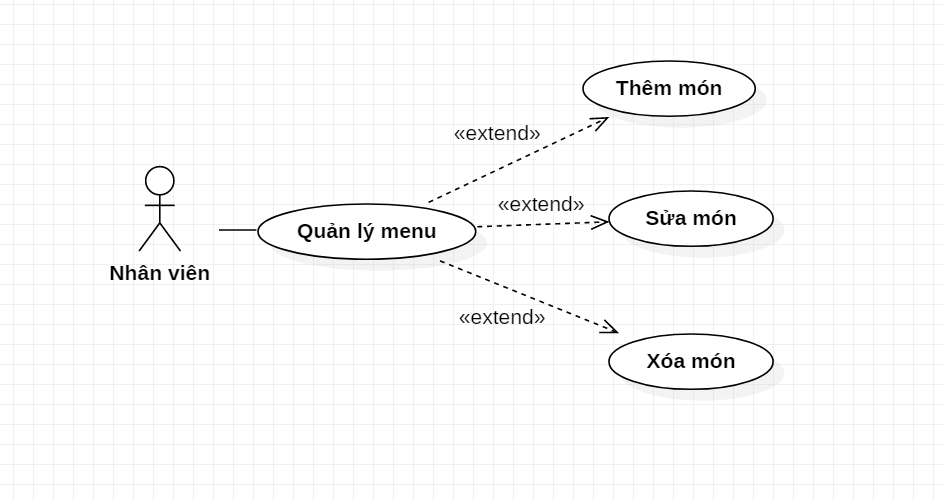 Thêm món
«extend»
«extend»
Sửa món
Quản lý menu
Nhân viên
«extend»
Xóa món